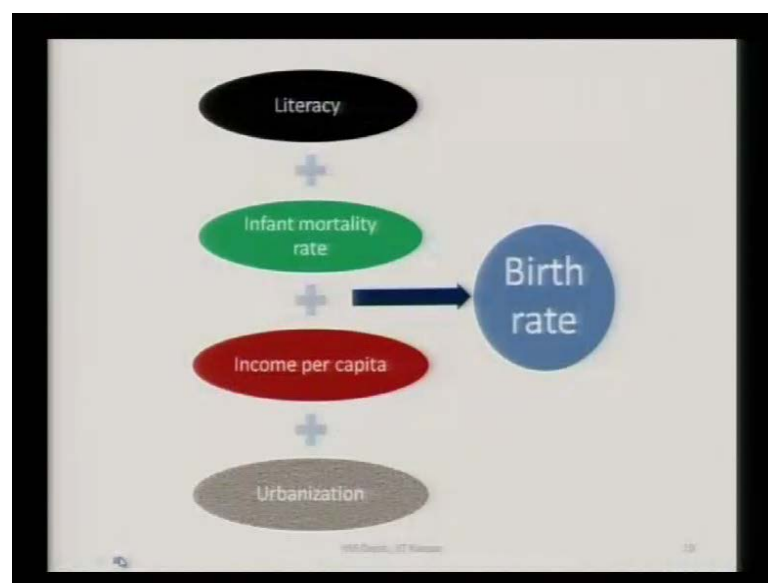 Literacy
Infant mortality
rate
Income per capita
Urbanization
Birth
rate